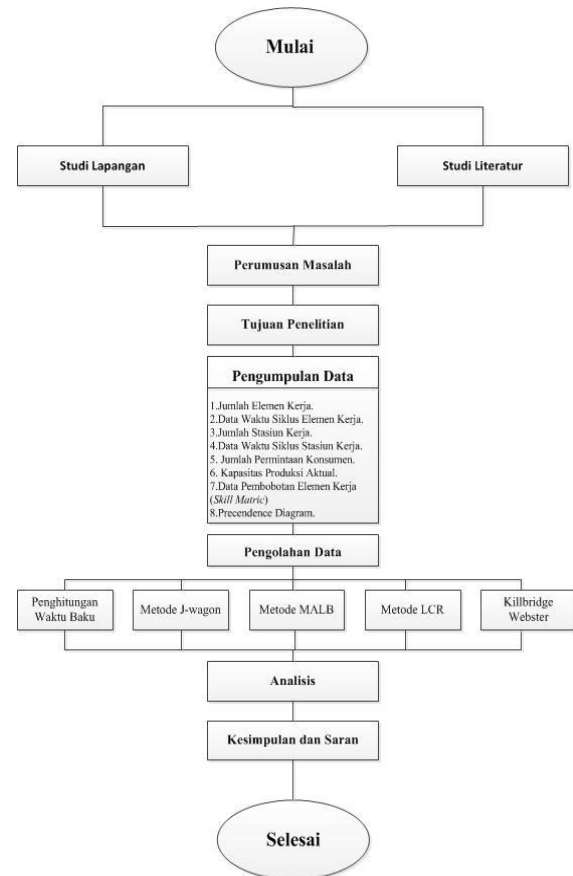 Mulai
Studi Lapangan
Studi Literatur
Perumusan Masalah
Tujuan Penelitian
Pengumpulan Data
1.Jumlah Elemen Kerja.
2.Data Waktu Siklus Elemen Kerja.
3.Jumlah Stasiun Kerja.
4.Data Waktu Siklus Stasiun Kerja.
5. Jumlah Permintaan Konsumen.
6. Kapasitas Produksi Aktual.
7.Data Pembobotan Elemen Kerja
(Skill Matric)
8.Precendence Diagram.
Pengolahan Data
Penghitungan
Waktu Baku
Metode J-wagon
Metode MALB
Metode LCR
Killbridge
Webster
Analisis
Kesimpulan dan Saran
Selesai